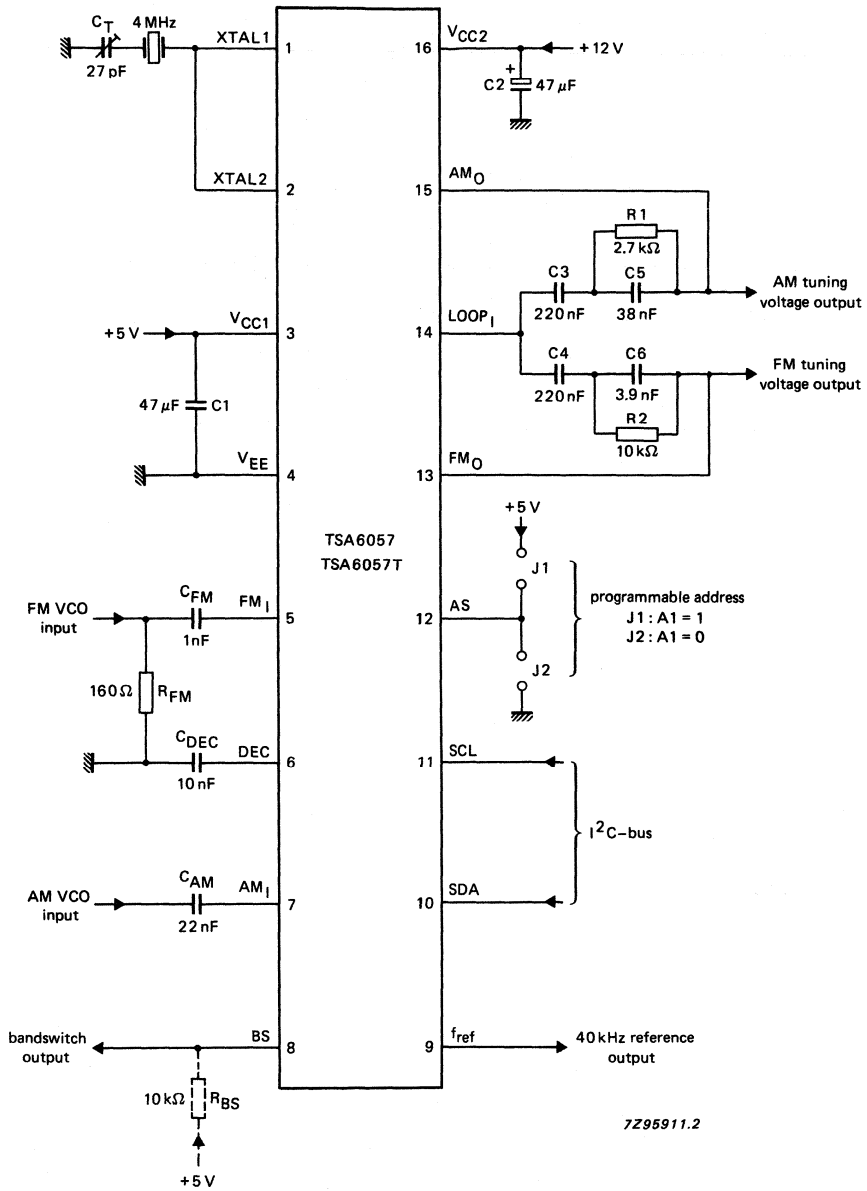 C_T
4 MHz
27 pF
XTAL1
1
XTAL2
2
+5 V
V_CC1
3
47 μF
C1
V_EE
4
TSA6057
TSA6057T
FM VCO
input
C_FM
1nF
FM_I
5
160Ω
R_FM
C_DEC
10 nF
DEC
6
AM VCO
input
C_AM
22 nF
AM_I
7
bandswitch
output
BS
8
10 kΩ
R_BS
+5 V
16
V_CC2
+12 V
+
C2
47 μF
15
AM_O
R1
2.7 kΩ
C3
220 nF
C5
38 nF
AM tuning
voltage output
14
LOOP_I
C4
220 nF
C6
3.9 nF
R2
10 kΩ
FM tuning
voltage output
13
FM_O
+5 V
J1
12
AS
J2
programmable address
J1 : A1 = 1
J2 : A1 = 0
11
SCL
I²C-bus
10
SDA
9
f_ref
40 kHz reference
output
7Z95911.2